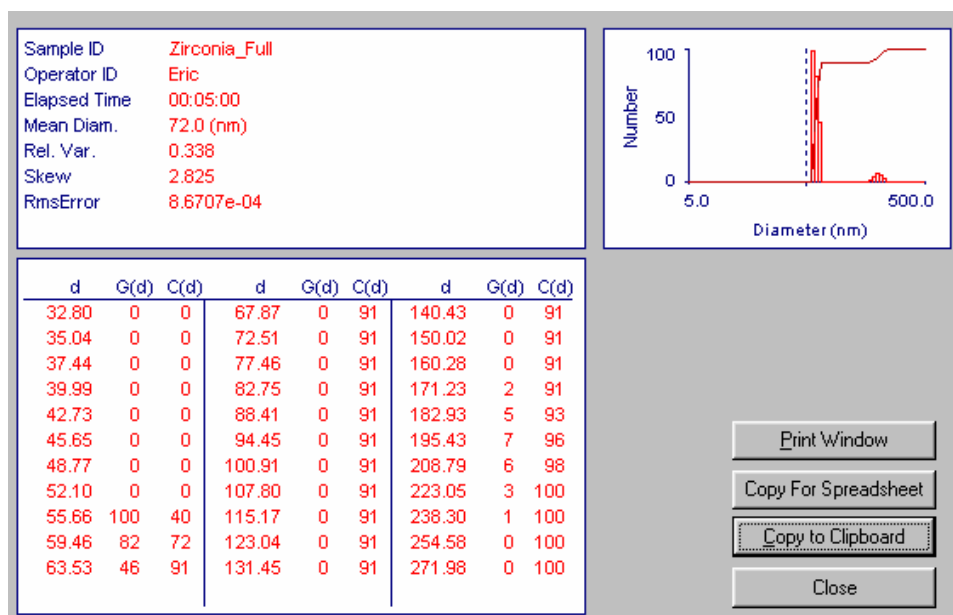 Sample ID Zirconia_Full
Operator ID Eric
Elapsed Time 00:05:00
Mean Diam. 72.0 (nm)
Rel. Var. 0.338
Skew 2.825
RmsError 8.6707e-04
100
50
0
Number
5.0 500.0
Diameter (nm)
d G(d) C(d) d G(d) C(d) d G(d) C(d)
32.80 0 0 67.87 0 91 140.43 0 91
35.04 0 0 72.51 0 91 150.02 0 91
37.44 0 0 77.46 0 91 160.28 0 91
39.99 0 0 82.75 0 91 171.23 2 91
42.73 0 0 88.41 0 91 182.93 5 93
45.65 0 0 94.45 0 91 195.43 7 96
48.77 0 0 100.91 0 91 208.79 6 98
52.10 0 0 107.80 0 91 223.05 3 100
55.66 100 40 115.17 0 91 238.30 1 100
59.46 82 72 123.04 0 91 254.58 0 100
63.53 46 91 131.45 0 91 271.98 0 100
Print Window
Copy For Spreadsheet
Copy to Clipboard
Close